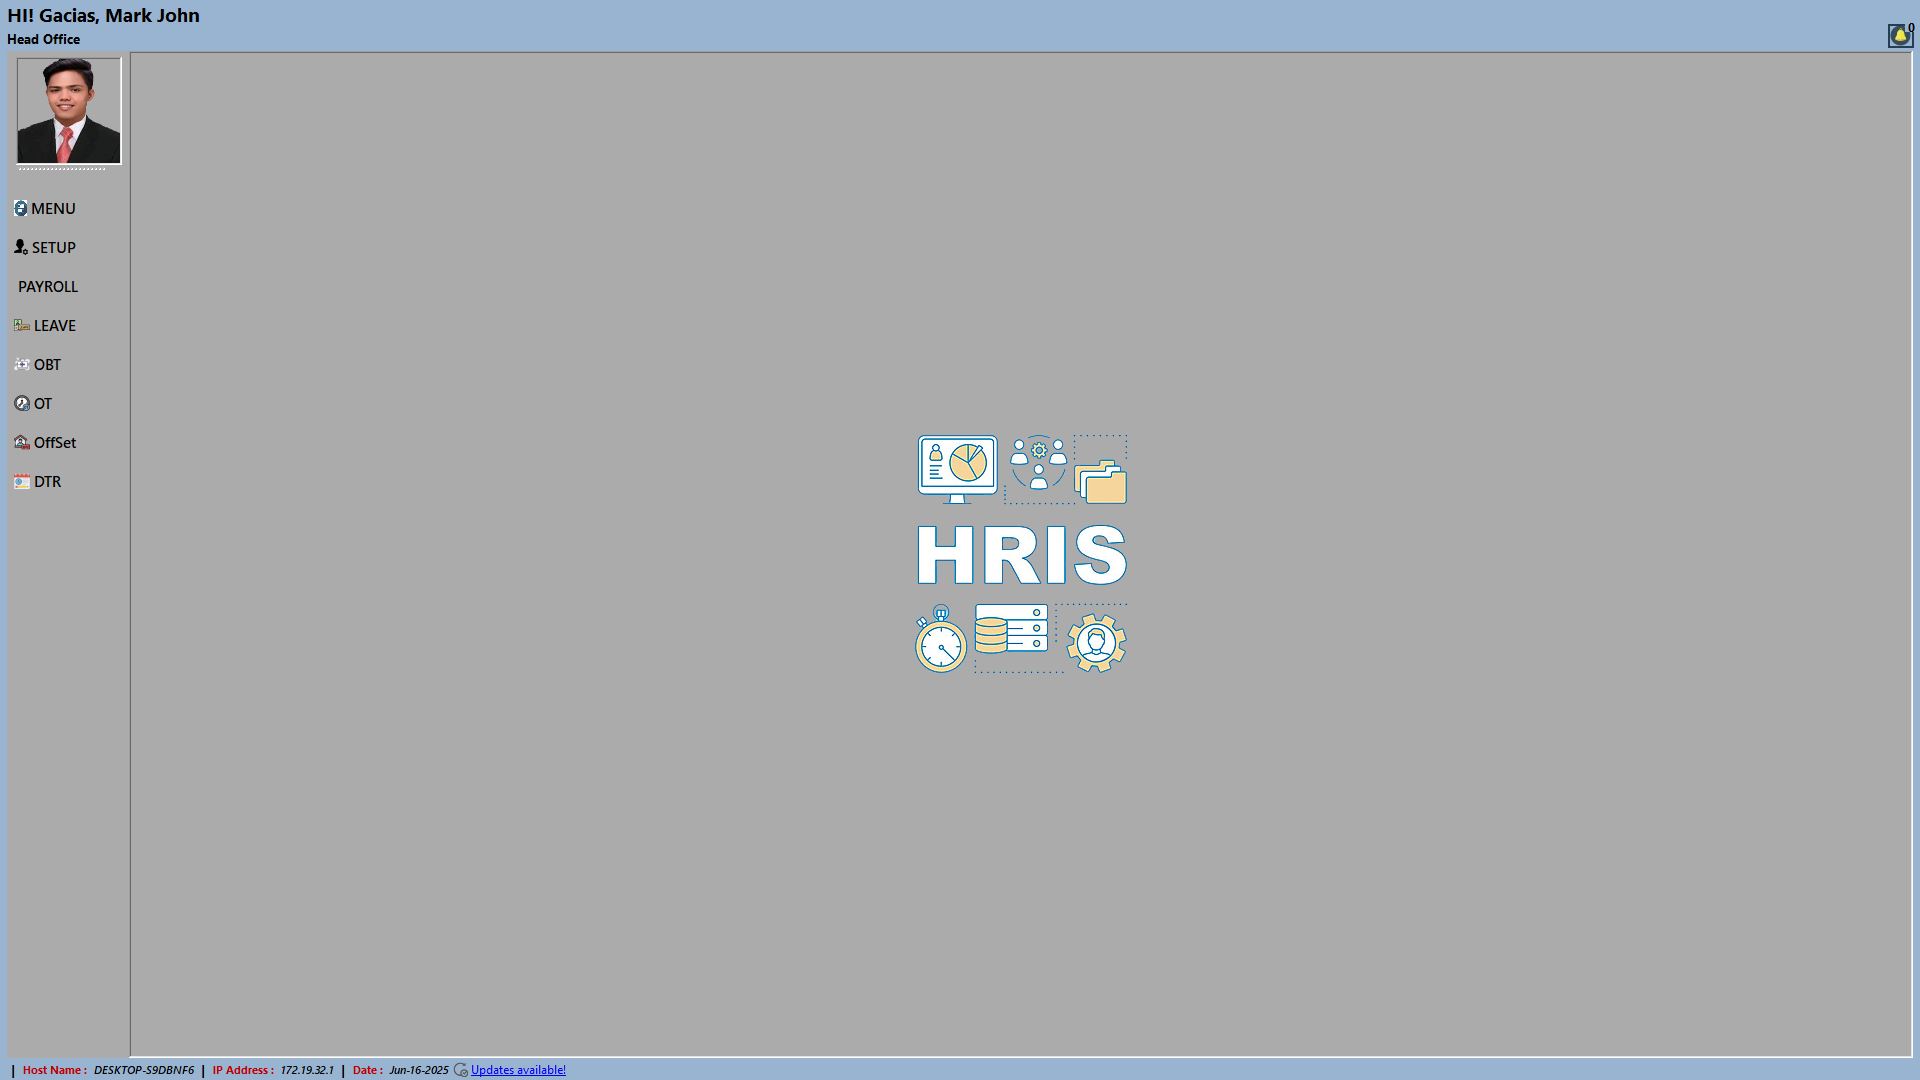 HI! Gacias, Mark John
Head Office
0
MENU
SETUP
PAYROLL
LEAVE
OBT
OT
OffSet
DTR
HRIS
| Host Name : DESKTOP-S9DBNF6 | IP Address : 172.19.32.1 | Date : Jun-16-2025 Updates available!